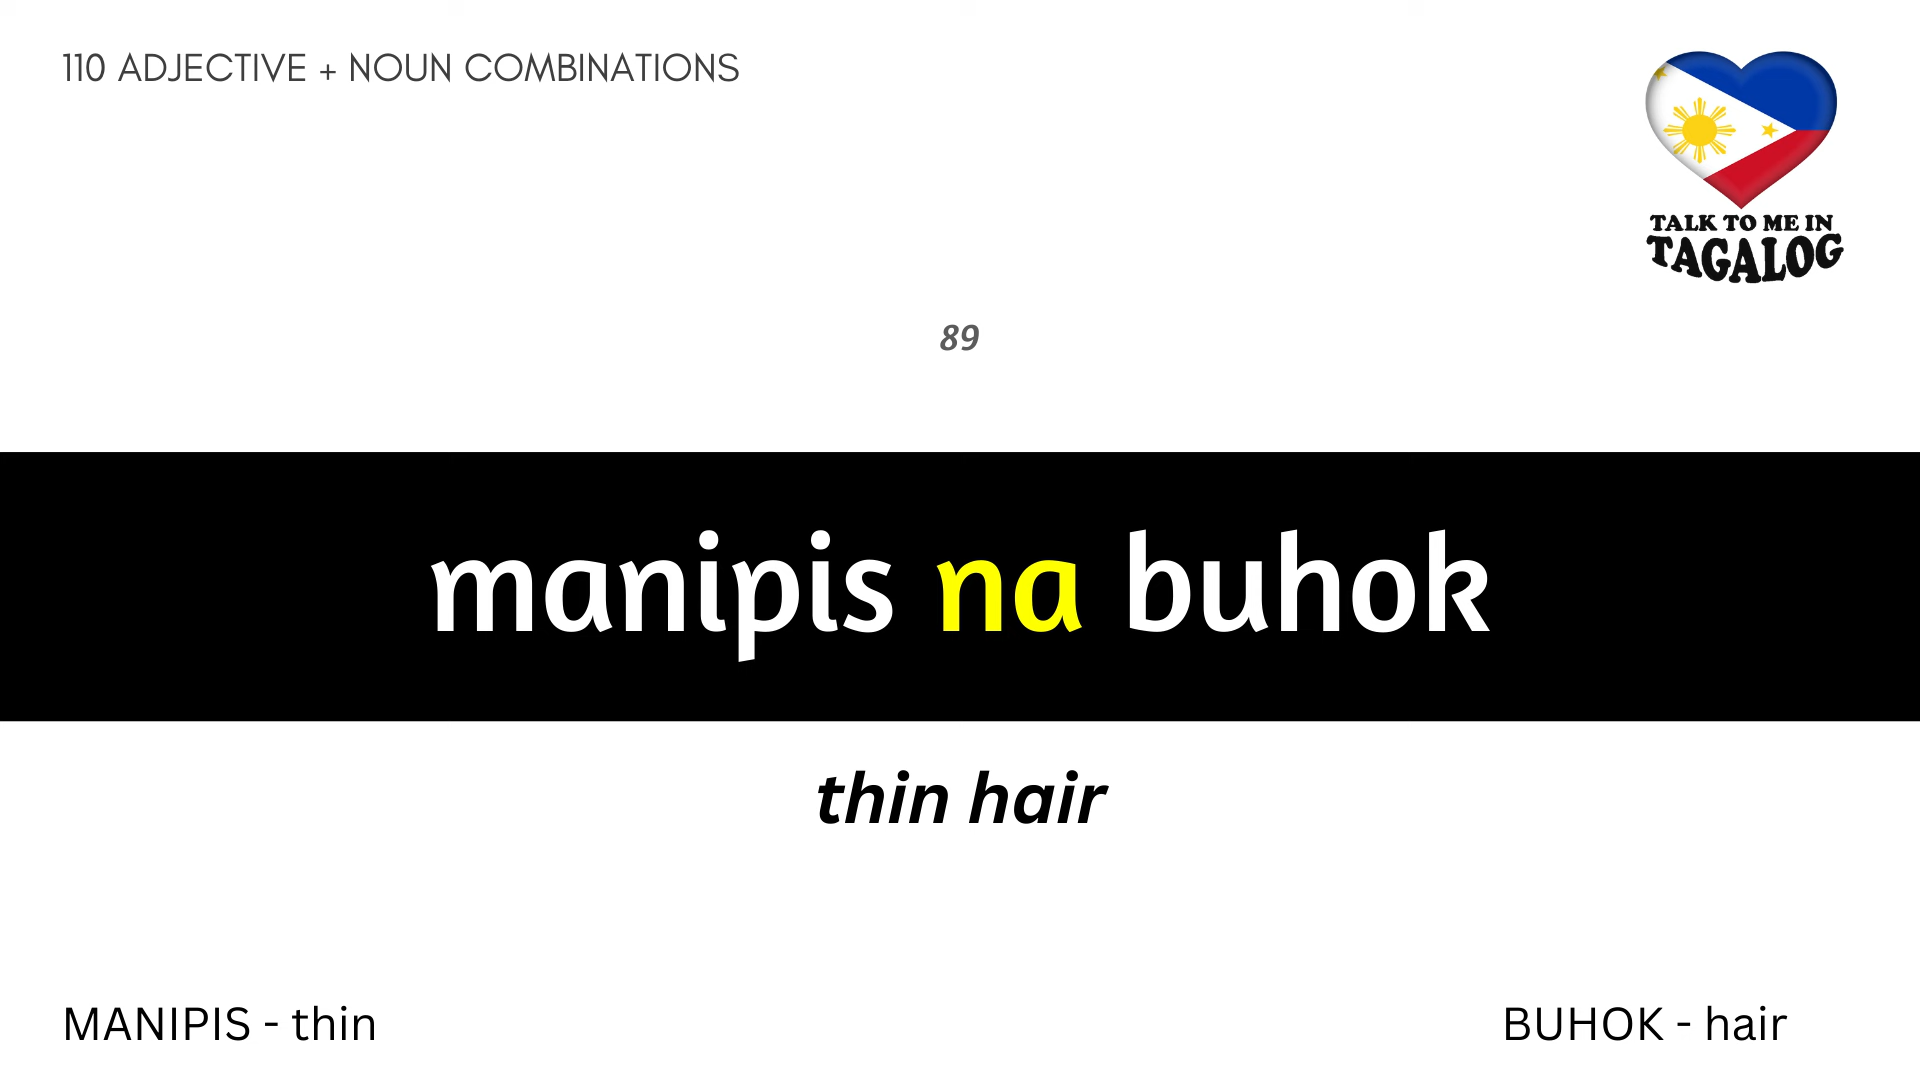 110 ADJECTIVE + NOUN COMBINATIONS
TALK TO ME IN
TAGALOG
89
manipis na buhok
thin hair
MANIPIS - thin
BUHOK - hair